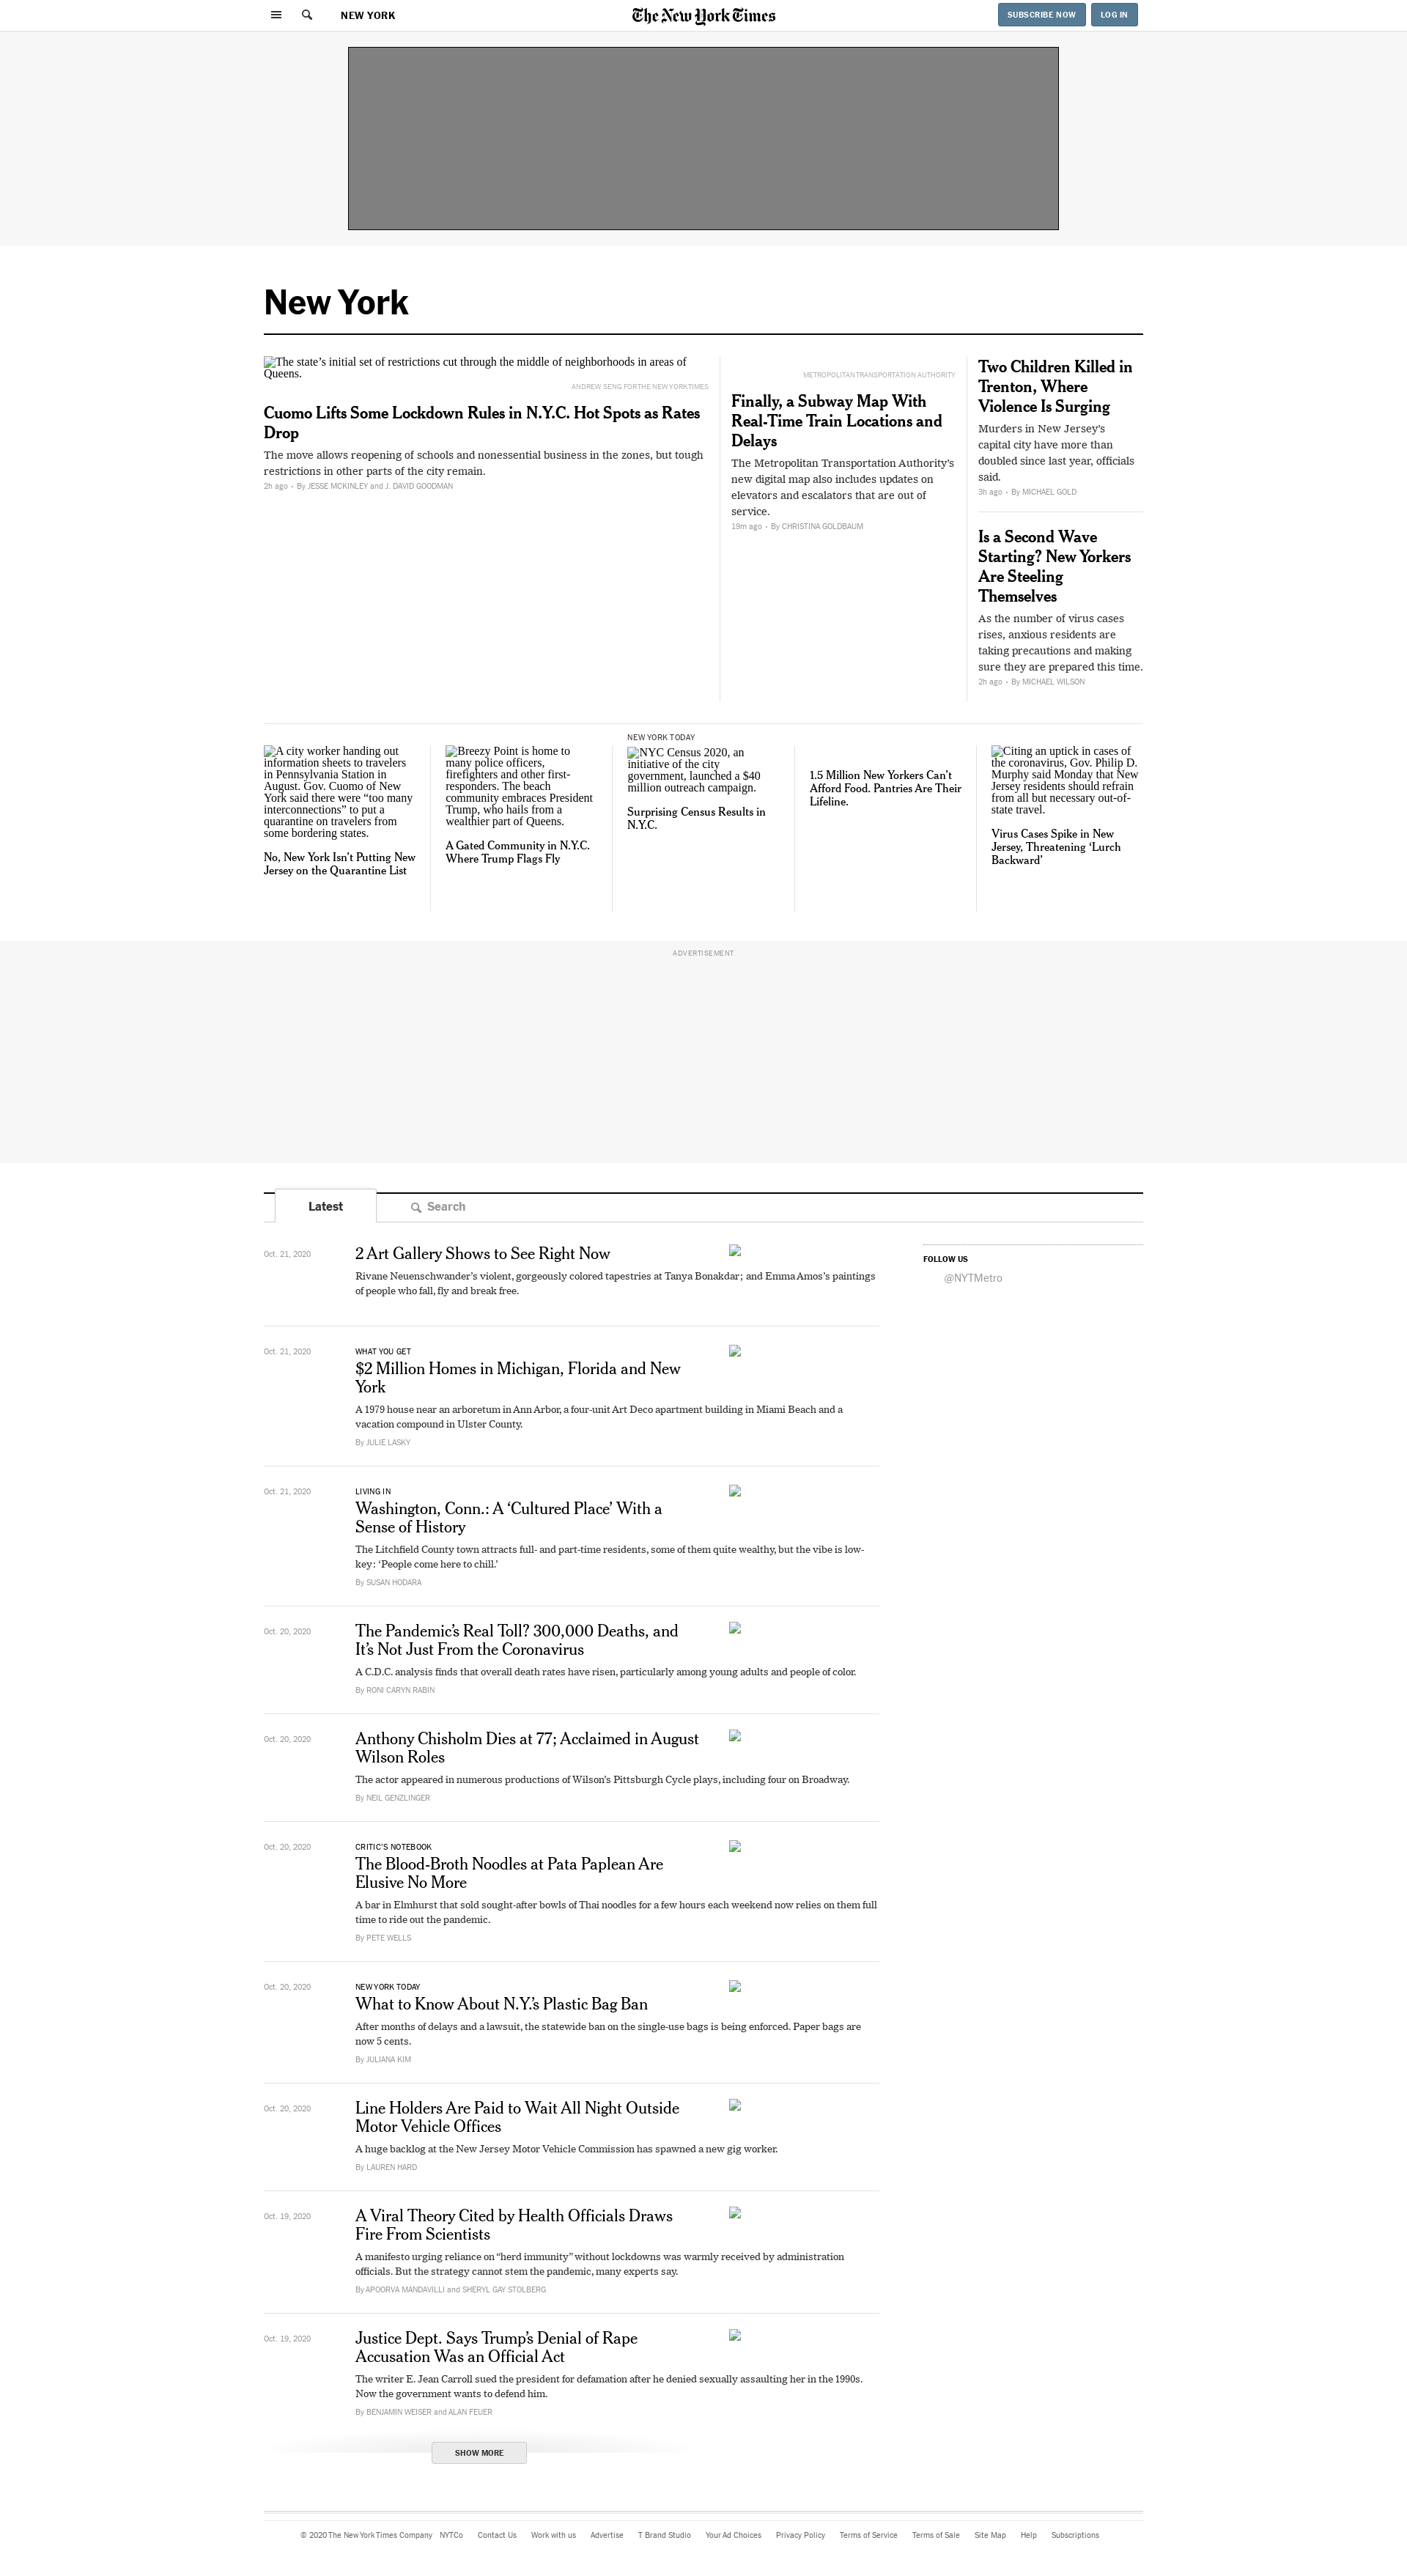 NEW YORK
The New York Times
SUBSCRIBE NOW
LOG IN
New York
The state’s initial set of restrictions cut through the middle of neighborhoods in areas of
Queens.
ANDREW SENG FOR THE NEW YORK TIMES
Cuomo Lifts Some Lockdown Rules in N.Y.C. Hot Spots as Rates
Drop
The move allows reopening of schools and nonessential business in the zones, but tough
restrictions in other parts of the city remain.
2h ago • By JESSE MCKINLEY and J. DAVID GOODMAN
METROPOLITAN TRANSPORTATION AUTHORITY
Finally, a Subway Map With
Real-Time Train Locations and
Delays
The Metropolitan Transportation Authority’s
new digital map also includes updates on
elevators and escalators that are out of
service.
19m ago • By CHRISTINA GOLDBAUM
Two Children Killed in
Trenton, Where
Violence Is Surging
Murders in New Jersey’s
capital city have more than
doubled since last year, officials
said.
3h ago • By MICHAEL GOLD
Is a Second Wave
Starting? New Yorkers
Are Steeling
Themselves
As the number of virus cases
rises, anxious residents are
taking precautions and making
sure they are prepared this time.
2h ago • By MICHAEL WILSON
A city worker handing out
information sheets to travelers
in Pennsylvania Station in
August. Gov. Cuomo of New
York said there were “too many
interconnections” to put a
quarantine on travelers from
some bordering states.
No, New York Isn’t Putting New
Jersey on the Quarantine List
Breezy Point is home to
many police officers,
firefighters and other first-
responders. The beach
community embraces President
Trump, who hails from a
wealthier part of Queens.
A Gated Community in N.Y.C.
Where Trump Flags Fly
NEW YORK TODAY
NYC Census 2020, an
initiative of the city
government, launched a $40
million outreach campaign.
Surprising Census Results in
N.Y.C.
1.5 Million New Yorkers Can’t
Afford Food. Pantries Are Their
Lifeline.
Citing an uptick in cases of
the coronavirus, Gov. Philip D.
Murphy said Monday that New
Jersey residents should refrain
from all but necessary out-of-
state travel.
Virus Cases Spike in New
Jersey, Threatening ‘Lurch
Backward’
ADVERTISEMENT
Latest
Search
Oct. 21, 2020
2 Art Gallery Shows to See Right Now
Rivane Neuenschwander’s violent, gorgeously colored tapestries at Tanya Bonakdar; and Emma Amos’s paintings
of people who fall, fly and break free.
FOLLOW US
@NYTMetro
Oct. 21, 2020
WHAT YOU GET
$2 Million Homes in Michigan, Florida and New
York
A 1979 house near an arboretum in Ann Arbor, a four-unit Art Deco apartment building in Miami Beach and a
vacation compound in Ulster County.
By JULIE LASKY
Oct. 21, 2020
LIVING IN
Washington, Conn.: A ‘Cultured Place’ With a
Sense of History
The Litchfield County town attracts full- and part-time residents, some of them quite wealthy, but the vibe is low-
key: ‘People come here to chill.’
By SUSAN HODARA
Oct. 20, 2020
The Pandemic’s Real Toll? 300,000 Deaths, and
It’s Not Just From the Coronavirus
A C.D.C. analysis finds that overall death rates have risen, particularly among young adults and people of color.
By RONI CARYN RABIN
Oct. 20, 2020
Anthony Chisholm Dies at 77; Acclaimed in August
Wilson Roles
The actor appeared in numerous productions of Wilson’s Pittsburgh Cycle plays, including four on Broadway.
By NEIL GENZLINGER
Oct. 20, 2020
CRITIC’S NOTEBOOK
The Blood-Broth Noodles at Pata Paplean Are
Elusive No More
A bar in Elmhurst that sold sought-after bowls of Thai noodles for a few hours each weekend now relies on them full
time to ride out the pandemic.
By PETE WELLS
Oct. 20, 2020
NEW YORK TODAY
What to Know About N.Y.’s Plastic Bag Ban
After months of delays and a lawsuit, the statewide ban on the single-use bags is being enforced. Paper bags are
now 5 cents.
By JULIANA KIM
Oct. 20, 2020
Line Holders Are Paid to Wait All Night Outside
Motor Vehicle Offices
A huge backlog at the New Jersey Motor Vehicle Commission has spawned a new gig worker.
By LAUREN HARD
Oct. 19, 2020
A Viral Theory Cited by Health Officials Draws
Fire From Scientists
A manifesto urging reliance on “herd immunity” without lockdowns was warmly received by administration
officials. But the strategy cannot stem the pandemic, many experts say.
By APOORVA MANDAVILLI and SHERYL GAY STOLBERG
Oct. 19, 2020
Justice Dept. Says Trump’s Denial of Rape
Accusation Was an Official Act
The writer E. Jean Carroll sued the president for defamation after he denied sexually assaulting her in the 1990s.
Now the government wants to defend him.
By BENJAMIN WEISER and ALAN FEUER
SHOW MORE
© 2020 The New York Times Company NYTCo Contact Us Work with us Advertise T Brand Studio Your Ad Choices Privacy Policy Terms of Service Terms of Sale Site Map Help Subscriptions